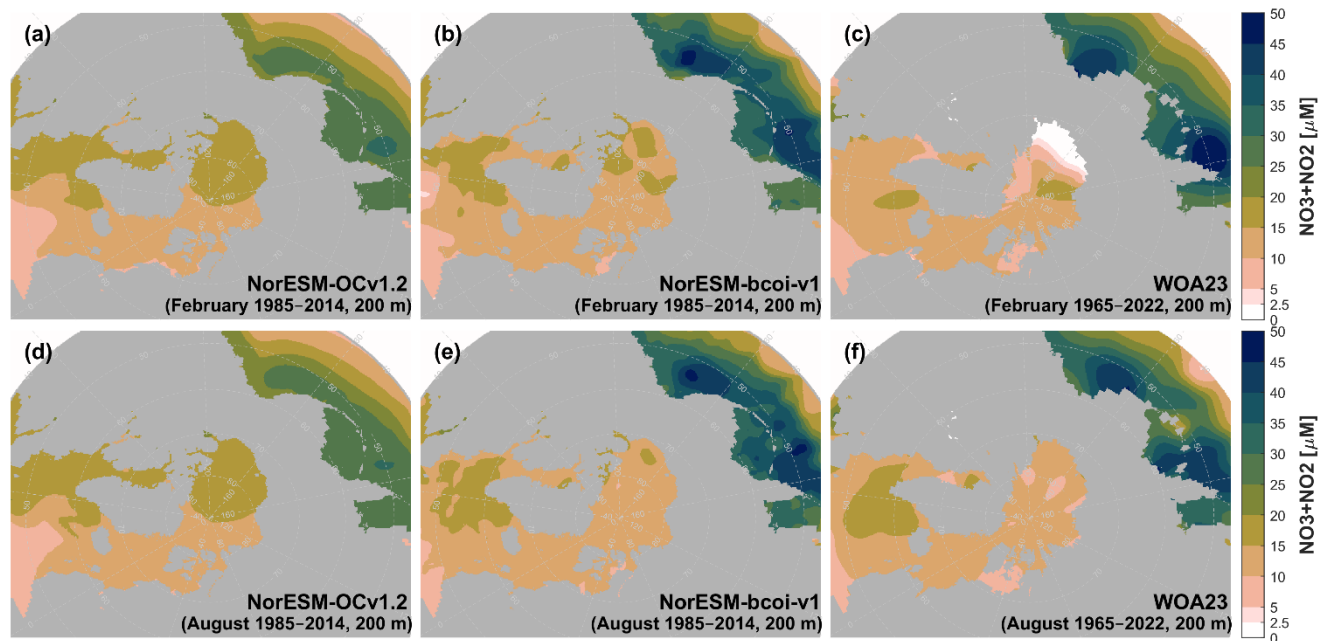 (a)
NorESM-OCv1.2
(February 1985–2014, 200 m)
(b)
NorESM-bcoi-v1
(February 1985–2014, 200 m)
(c)
WOA23
(February 1965–2022, 200 m)
50
45
40
35
30
25
20
15
10
5
2.5
0
NO3+NO2 [μM]
(d)
NorESM-OCv1.2
(August 1985–2014, 200 m)
(e)
NorESM-bcoi-v1
(August 1985–2014, 200 m)
(f)
WOA23
(August 1965–2022, 200 m)
50
45
40
35
30
25
20
15
10
5
2.5
0
NO3+NO2 [μM]